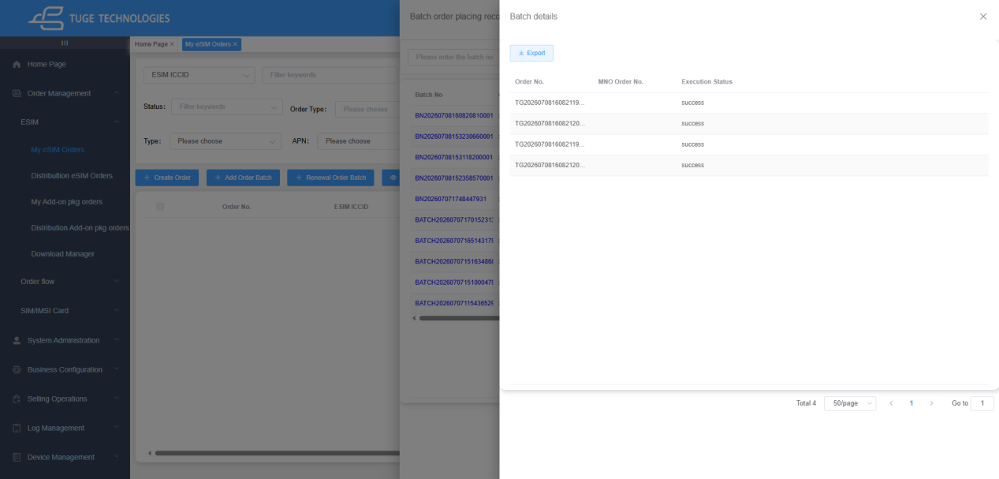 TUGE TECHNOLOGIES
Home Page
Order Management
ESIM
My eSIM Orders
Distribultion eSIM Orders
My Add-on pkg orders
Distribution Add-on pkg orders
Download Manager
Order flow
SIM/IMSI Card
System Administration
Business Configuration
Selling Operations
Log Management
Device Management
Home Page ×
My eSIM Orders ×
ESIM ICCID
Filter keywords
Status:
Filter keywords
Order Type:
Please choose
Type:
Please choose
APN:
Please choose
+ Create Order
+ Add Order Batch
+ Renewal Order Batch
Order No.
ESIM ICCID
Batch order placing reco
Please enter the batch no
Batch No
BN20260708160820810001
BN20260708153230660001
BN20260708153118200001
BN20260708152358570001
BN202607071748447931
BATCH2026070717015231
BATCH2026070716514317
BATCH2026070715163486
BATCH2026070715100047
BATCH2026070711543652
Batch details
Export
Order No. MNO Order No. Execution Status
TG2026070816082119... success
TG2026070816082120... success
TG2026070816082119... success
TG2026070816082120... success
Total 4 50/page < 1 > Go to 1